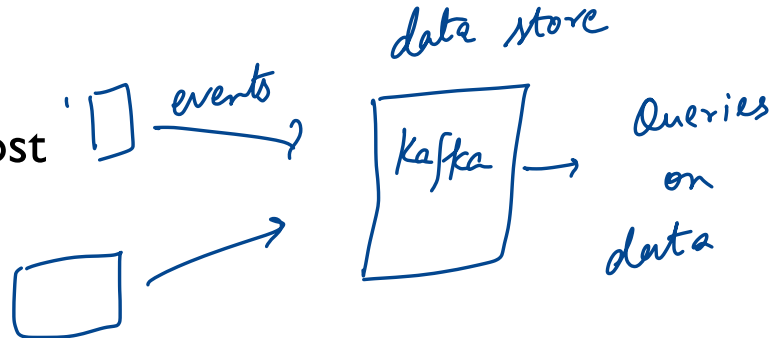 data store
events
ost
Kafka
Queries
on
data